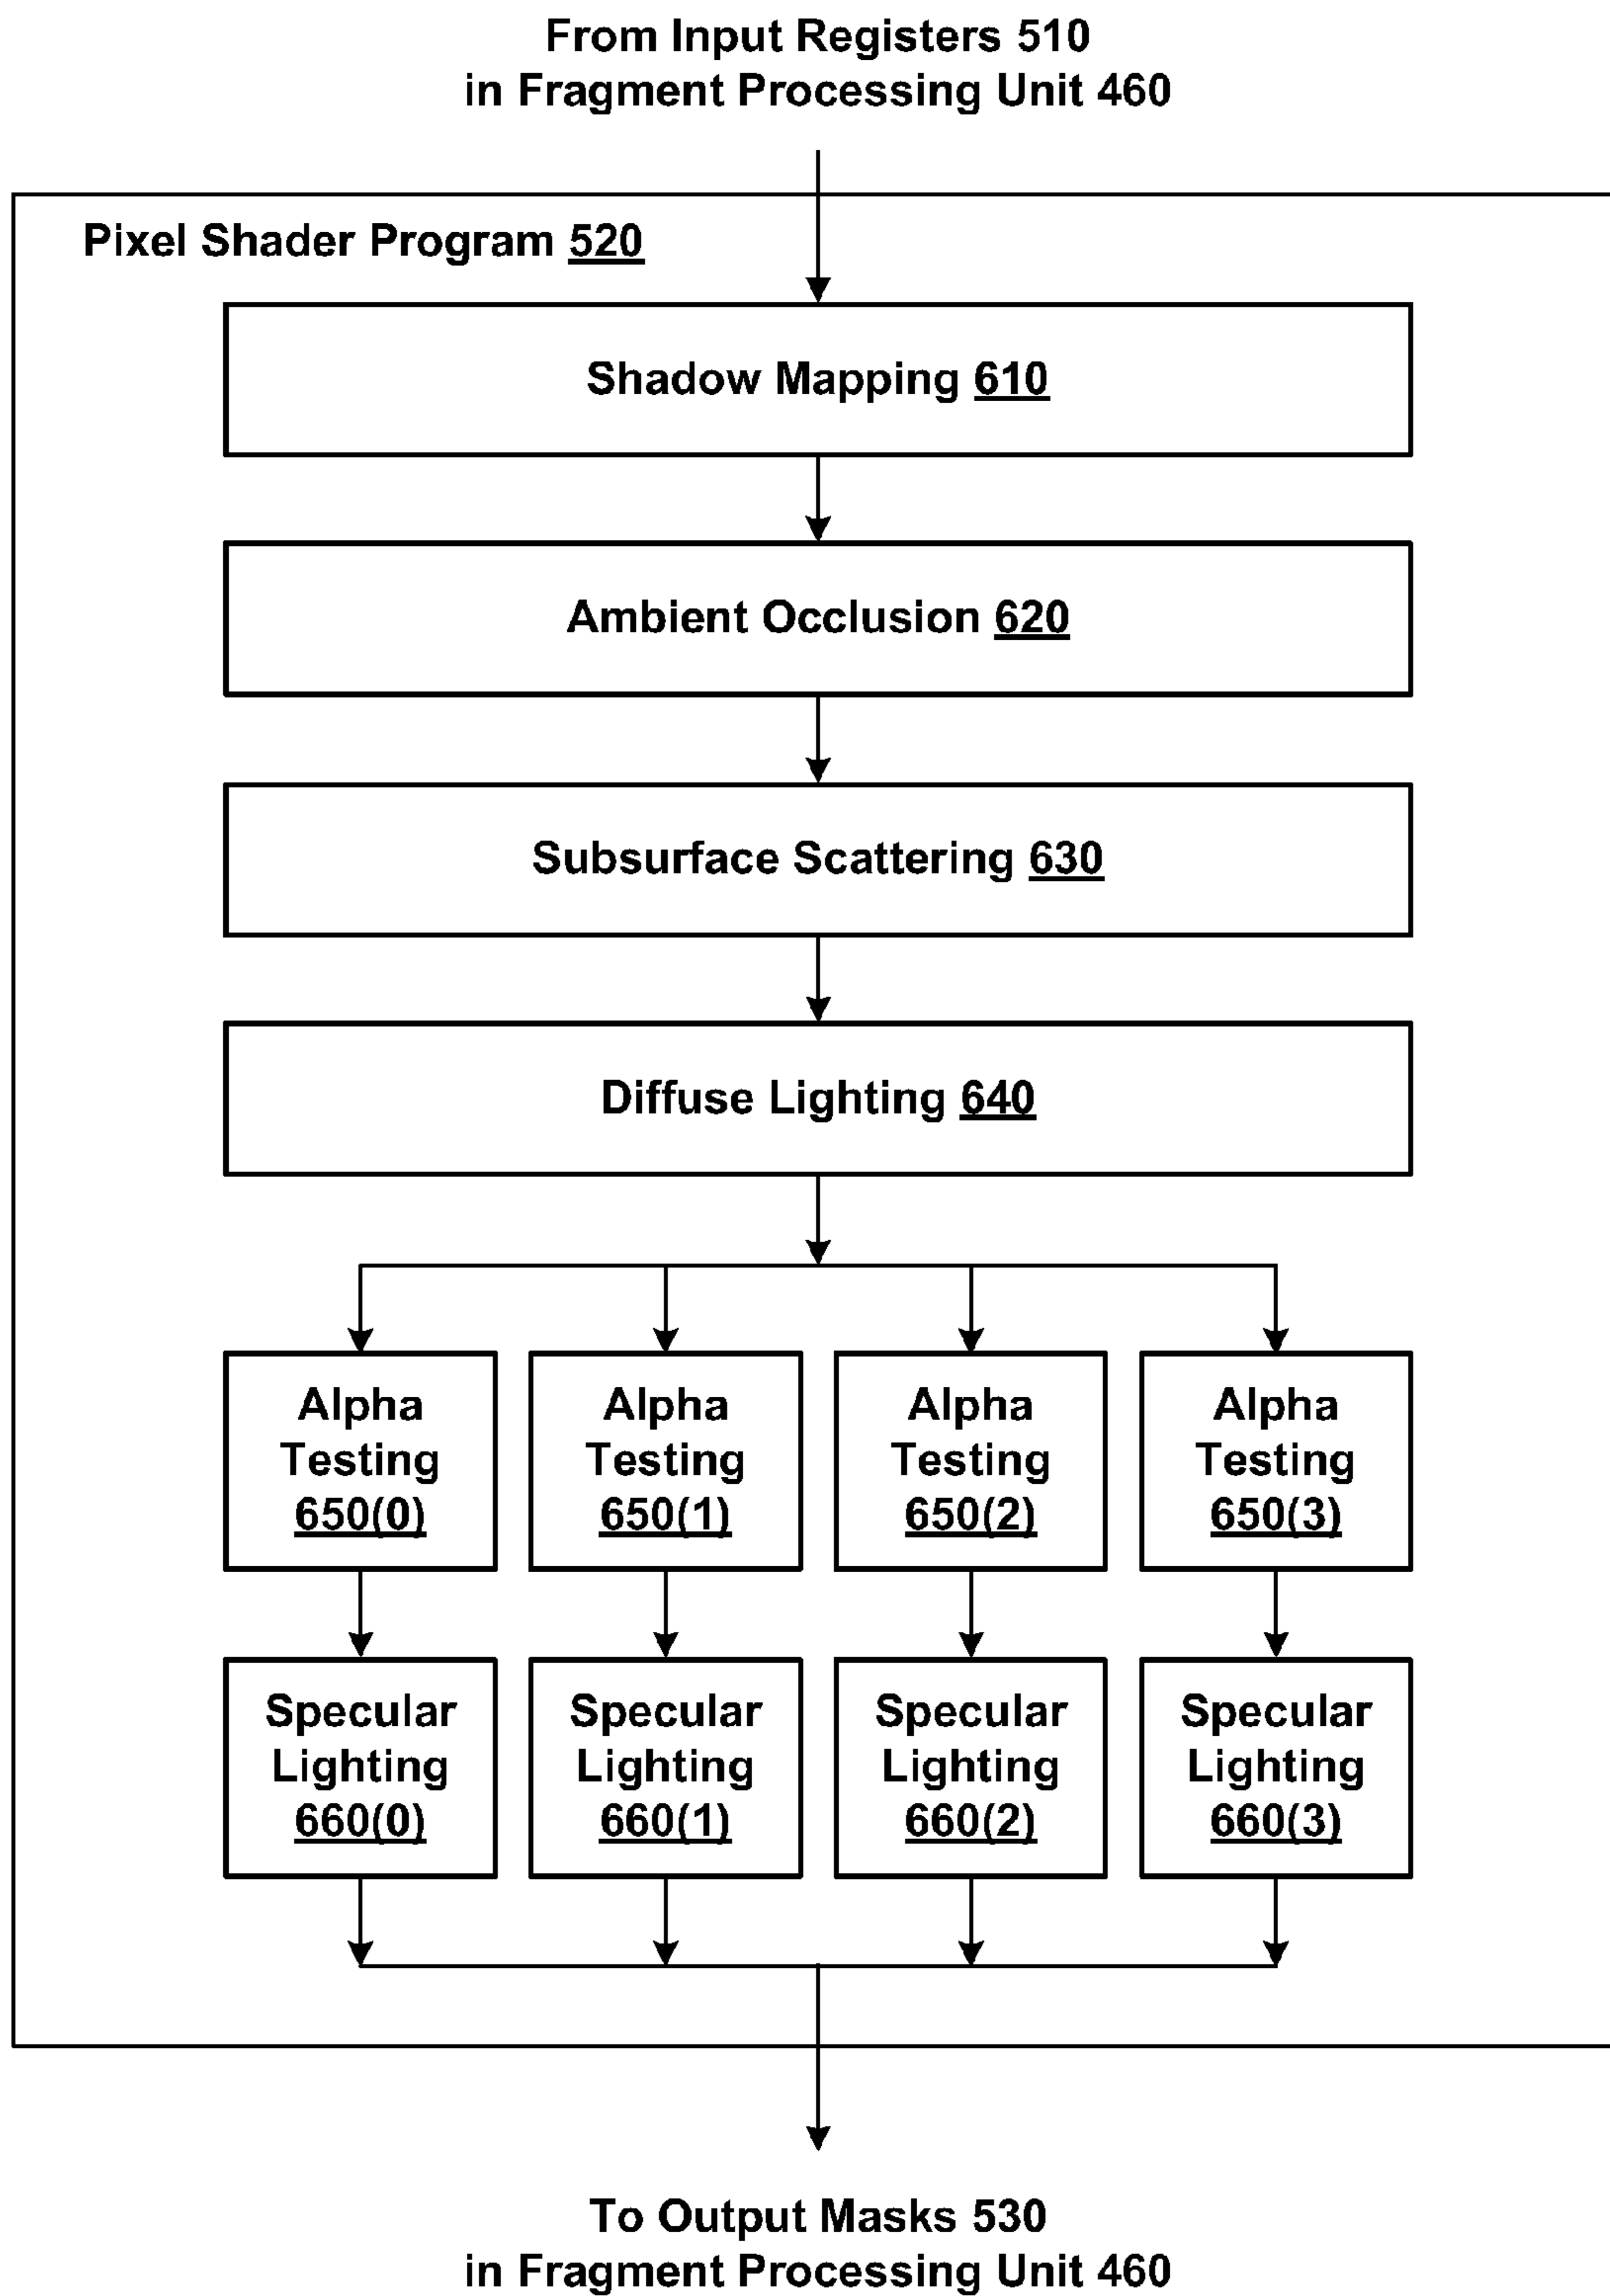 From Input Registers 510
in Fragment Processing Unit 460
Pixel Shader Program 520
Shadow Mapping 610
Ambient Occlusion 620
Subsurface Scattering 630
Diffuse Lighting 640
Alpha
Testing
650(0)
Alpha
Testing
650(1)
Alpha
Testing
650(2)
Alpha
Testing
650(3)
Specular
Lighting
660(0)
Specular
Lighting
660(1)
Specular
Lighting
660(2)
Specular
Lighting
660(3)
To Output Masks 530
in Fragment Processing Unit 460